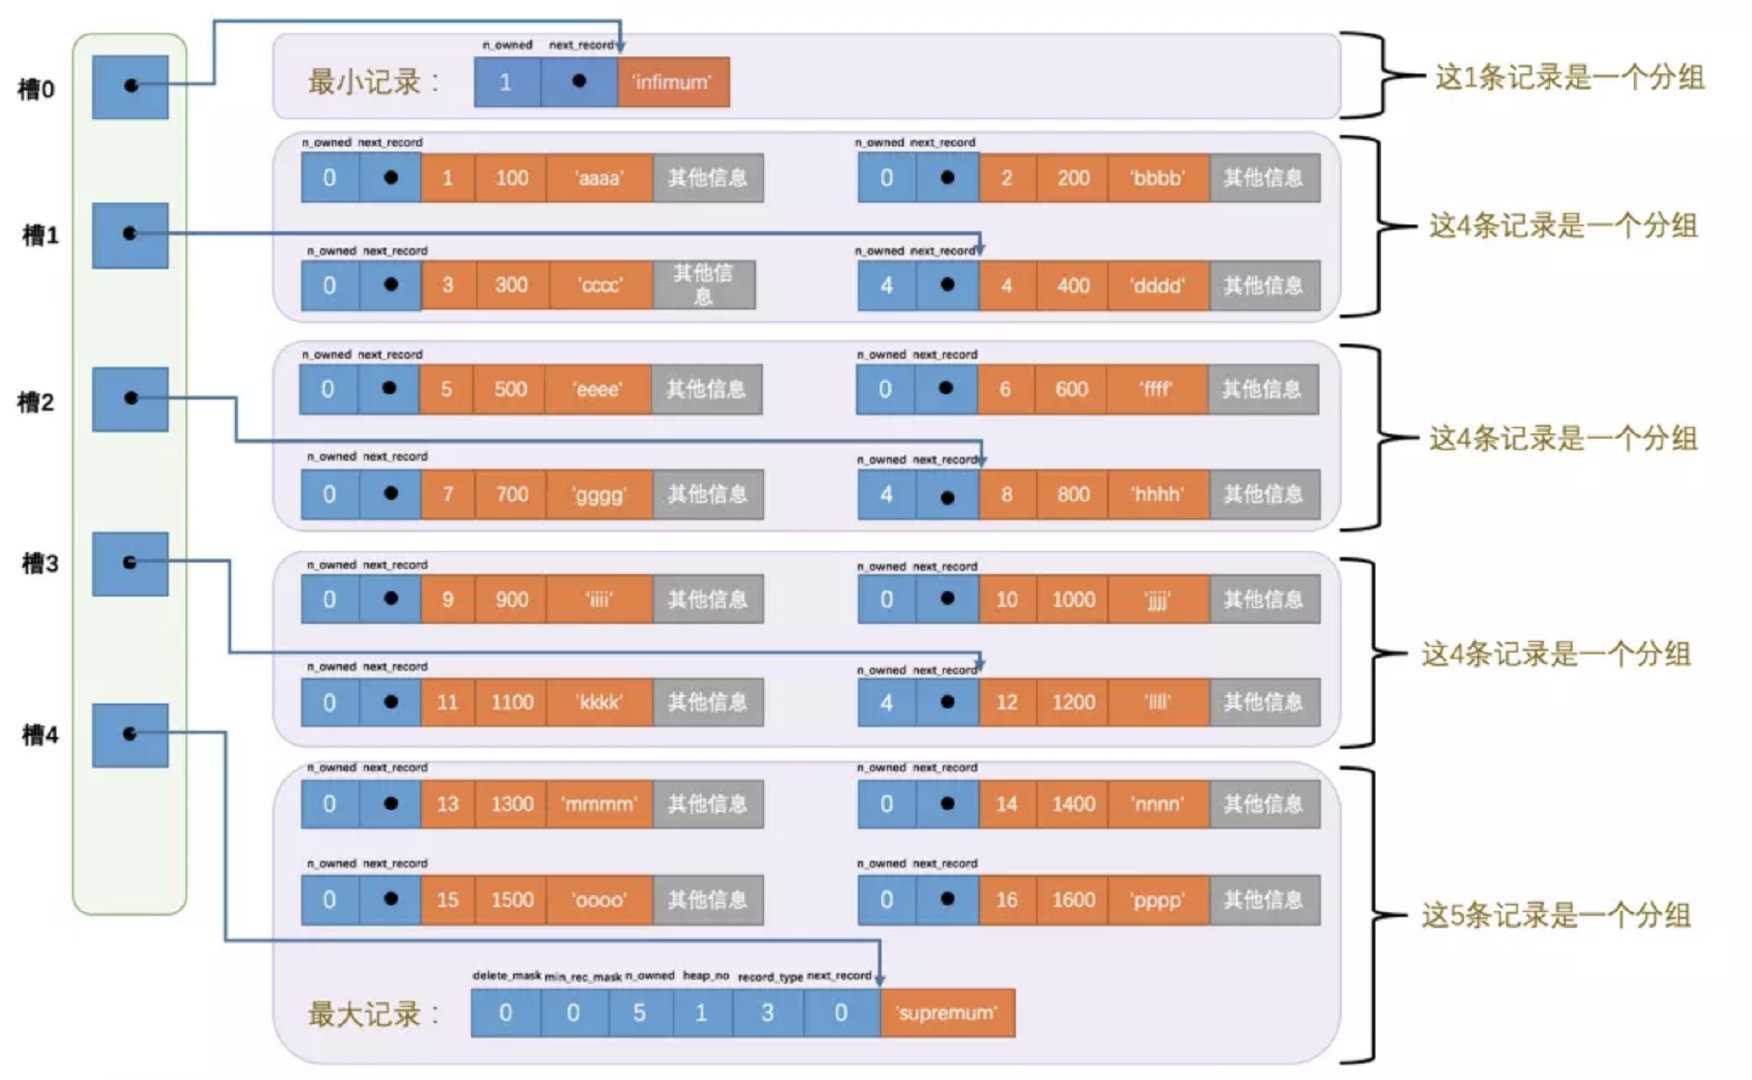 n_owned next_record
槽0
最小记录： 1 'infimum'
这1条记录是一个分组
n_owned next_record n_owned next_record
0 1 100 'aaaa' 其他信息 0 2 200 'bbbb' 其他信息
槽1
这4条记录是一个分组
n_owned next_record n_owned next_record
0 3 300 'cccc' 其他信
息
4 4 400 'dddd' 其他信息
n_owned next_record n_owned next_record
0 5 500 'eeee' 其他信息 0 6 600 'ffff' 其他信息
槽2
这4条记录是一个分组
n_owned next_record n_owned next_record
0 7 700 'gggg' 其他信息 4 8 800 'hhhh' 其他信息
槽3
n_owned next_record n_owned next_record
0 9 900 'iiii' 其他信息 0 10 1000 'jjjj' 其他信息
这4条记录是一个分组
n_owned next_record n_owned next_record
0 11 1100 'kkkk' 其他信息 4 12 1200 'llll' 其他信息
槽4
n_owned next_record n_owned next_record
0 13 1300 'mmmm' 其他信息 0 14 1400 'nnnn' 其他信息
n_owned next_record n_owned next_record
0 15 1500 'oooo' 其他信息 0 16 1600 'pppp' 其他信息
这5条记录是一个分组
delete_mask min_rec_mask n_owned heap_no record_type next_record
最大记录： 0 0 5 1 3 0 'supremum'